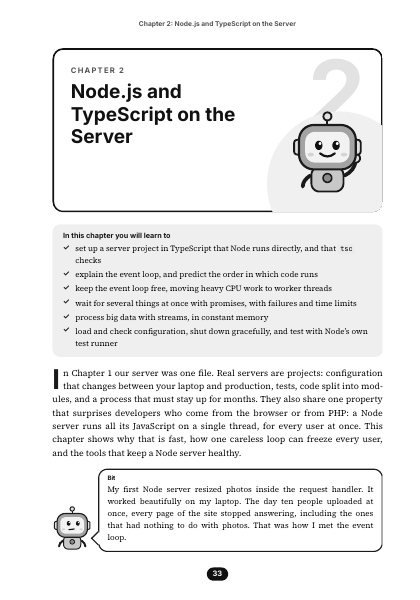 Chapter 2: Node.js and TypeScript on the Server
2
CHAPTER 2
Node.js and
TypeScript on the
Server
In this chapter you will learn to
✓ set up a server project in TypeScript that Node runs directly, and that tsc
checks
✓ explain the event loop, and predict the order in which code runs
✓ keep the event loop free, moving heavy CPU work to worker threads
✓ wait for several things at once with promises, with failures and time limits
✓ process big data with streams, in constant memory
✓ load and check configuration, shut down gracefully, and test with Node's own
test runner
In Chapter 1 our server was one file. Real servers are projects: configuration
that changes between your laptop and production, tests, code split into mod-
ules, and a process that must stay up for months. They also share one property
that surprises developers who come from the browser or from PHP: a Node
server runs all its JavaScript on a single thread, for every user at once. This
chapter shows why that is fast, how one careless loop can freeze every user,
and the tools that keep a Node server healthy.
Bit
My first Node server resized photos inside the request handler. It
worked beautifully on my laptop. The day ten people uploaded at
once, every page of the site stopped answering, including the ones
that had nothing to do with photos. That was how I met the event
loop.
33